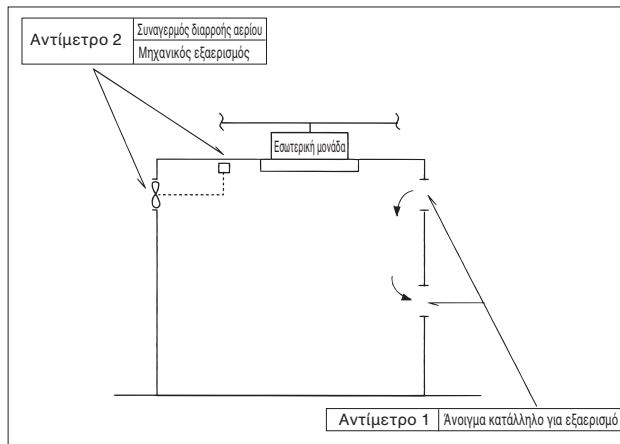 Αντίμετρο 2
Συναγερμός διαρροής αερίου
Μηχανικός εξαερισμός
Εσωτερική μονάδα
Αντίμετρο 1
Άνοιγμα κατάλληλο για εξαερισμό